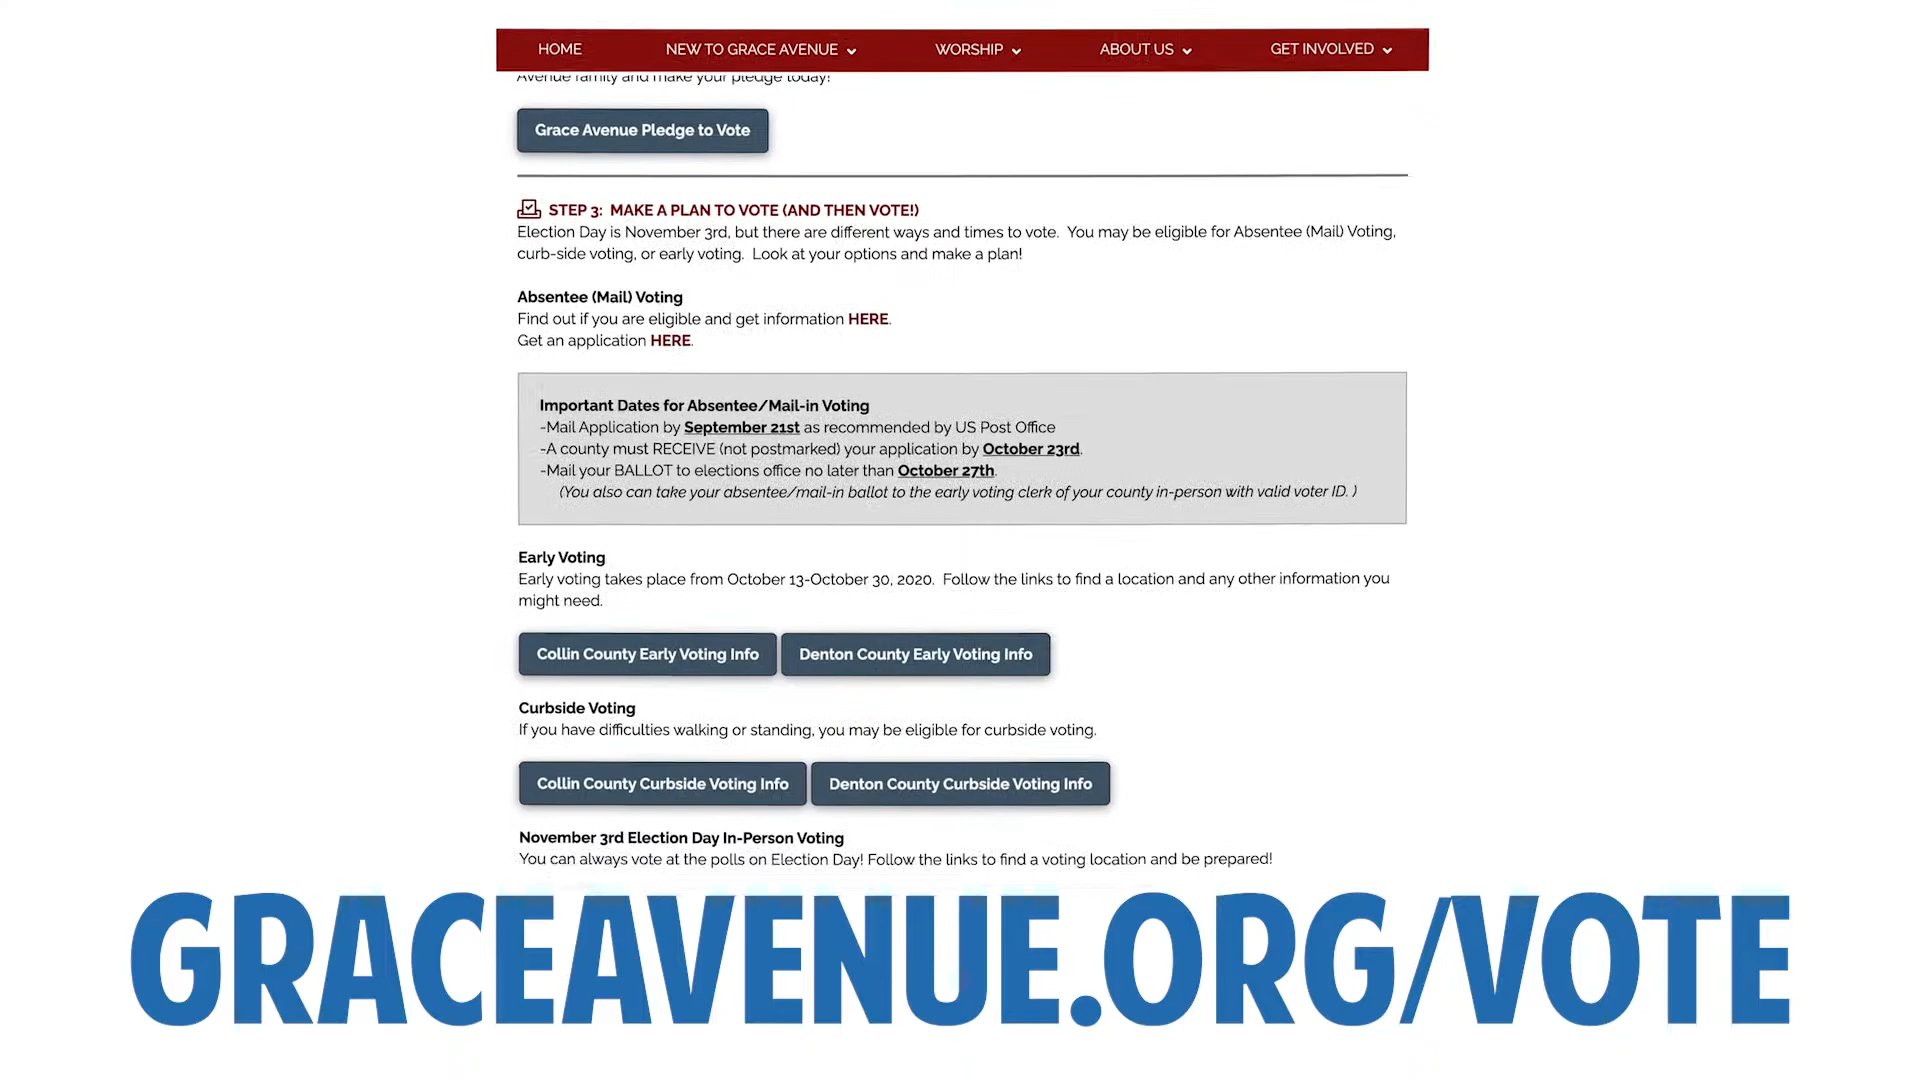 HOME NEW TO GRACE AVENUE WORSHIP ABOUT US GET INVOLVED
Avenue family and make your pledge today!
Grace Avenue Pledge to Vote
STEP 3: MAKE A PLAN TO VOTE (AND THEN VOTE!)
Election Day is November 3rd, but there are different ways and times to vote. You may be eligible for Absentee (Mail) Voting,
curb-side voting, or early voting. Look at your options and make a plan!
Absentee (Mail) Voting
Find out if you are eligible and get information HERE.
Get an application HERE.
Important Dates for Absentee/Mail-in Voting
-Mail Application by September 21st as recommended by US Post Office
-A county must RECEIVE (not postmarked) your application by October 23rd.
-Mail your BALLOT to elections office no later than October 27th.
(You also can take your absentee/mail-in ballot to the early voting clerk of your county in-person with valid voter ID. )
Early Voting
Early voting takes place from October 13-October 30, 2020. Follow the links to find a location and any other information you
might need.
Collin County Early Voting Info Denton County Early Voting Info
Curbside Voting
If you have difficulties walking or standing, you may be eligible for curbside voting.
Collin County Curbside Voting Info Denton County Curbside Voting Info
November 3rd Election Day In-Person Voting
You can always vote at the polls on Election Day! Follow the links to find a voting location and be prepared!
GRACEAVENUE.ORG/VOTE